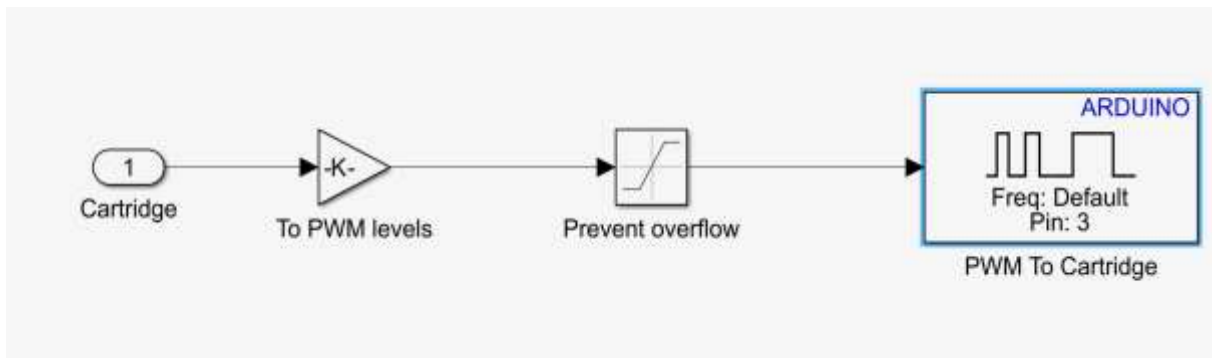 1
Cartridge
-K-
To PWM levels
Prevent overflow
ARDUINO
Freq: Default
Pin: 3
PWM To Cartridge